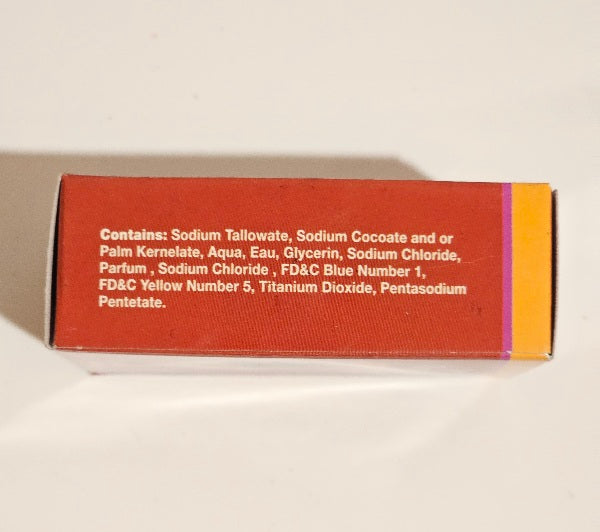 Contains: Sodium Tallowate, Sodium Cocoate and or
Palm Kernelate, Aqua, Eau, Glycerin, Sodium Chloride,
Parfum , Sodium Chloride , FD&C Blue Number 1,
FD&C Yellow Number 5, Titanium Dioxide, Pentasodium
Pentetate.